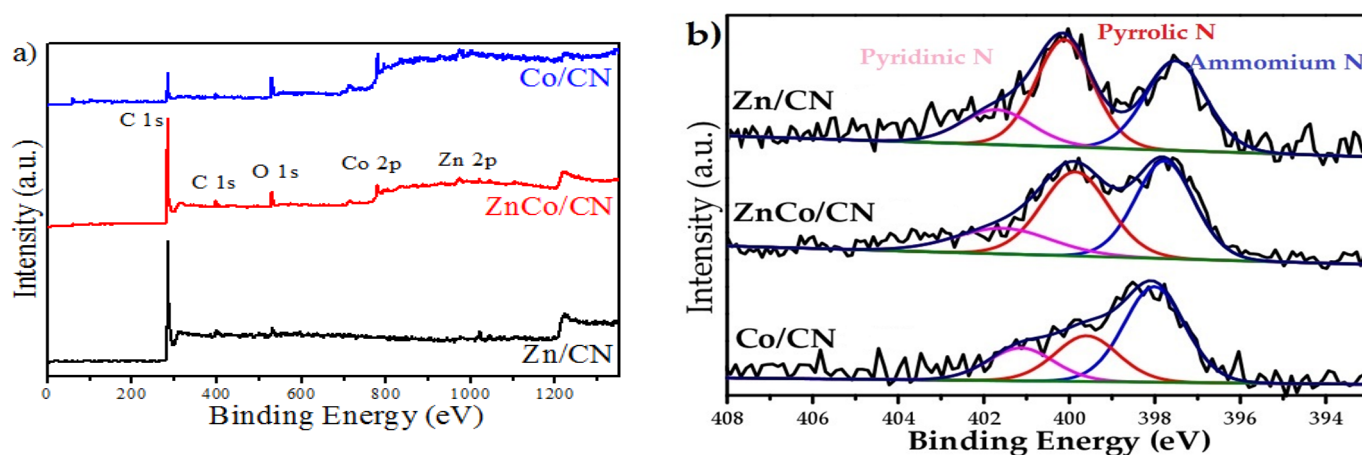 a)
Co/CN
C 1s
C 1s
O 1s
Co 2p
Zn 2p
ZnCo/CN
Zn/CN
Intensity (a.u.)
0 200 400 600 800 1000 1200
Binding Energy (eV)
b)
Pyridinic N
Pyrrolic N
Ammomium N
Zn/CN
ZnCo/CN
Co/CN
Intensity (a.u.)
408 406 404 402 400 398 396 394
Binding Energy (eV)